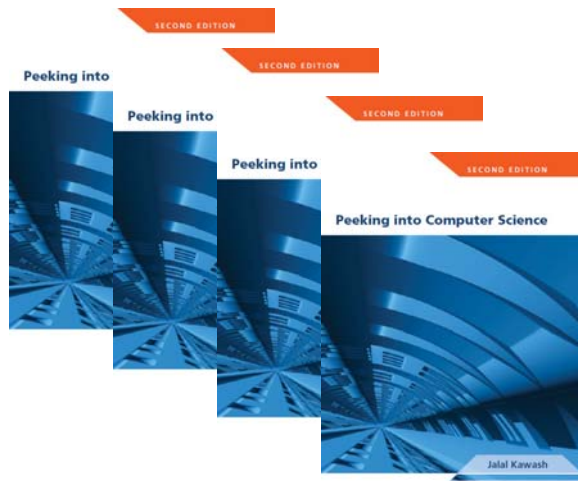 SECOND EDITION
Peeking into
SECOND EDITION
Peeking into
SECOND EDITION
Peeking into
SECOND EDITION
Peeking into Computer Science
Jalal Kawash